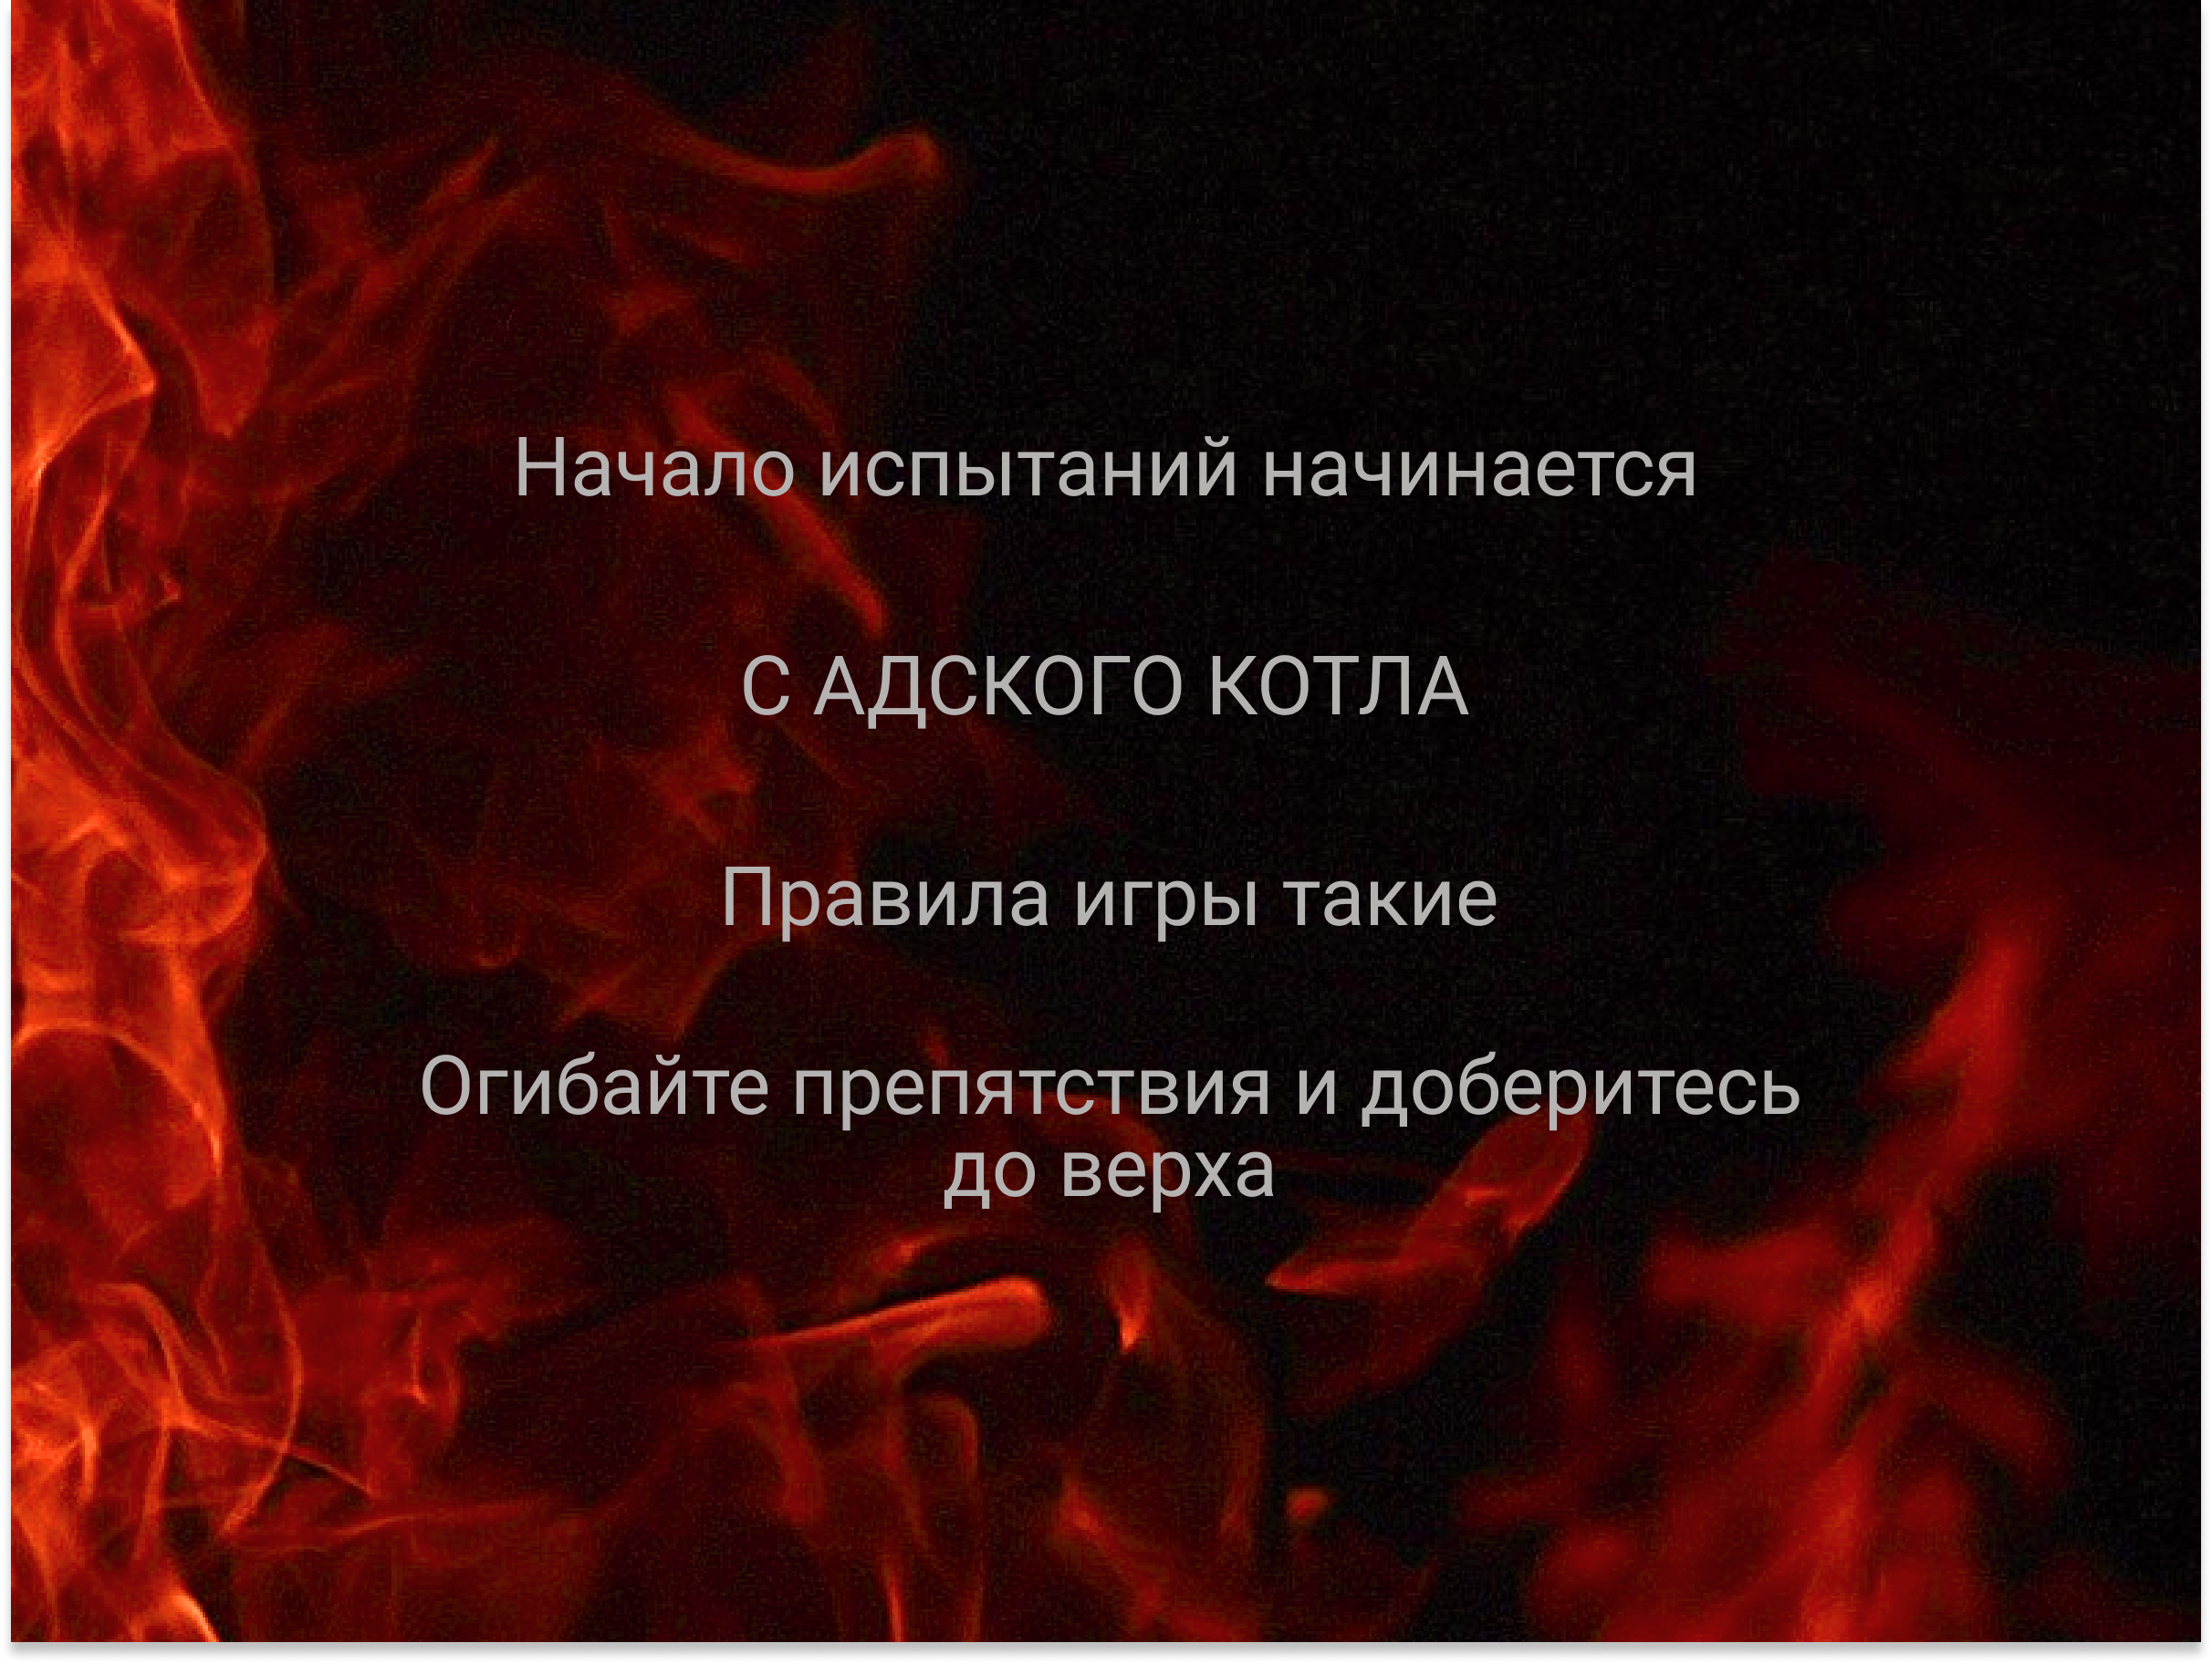 Начало испытаний начинается
С АДСКОГО КОТЛА
Правила игры такие
Огибайте препятствия и доберитесь
до верха